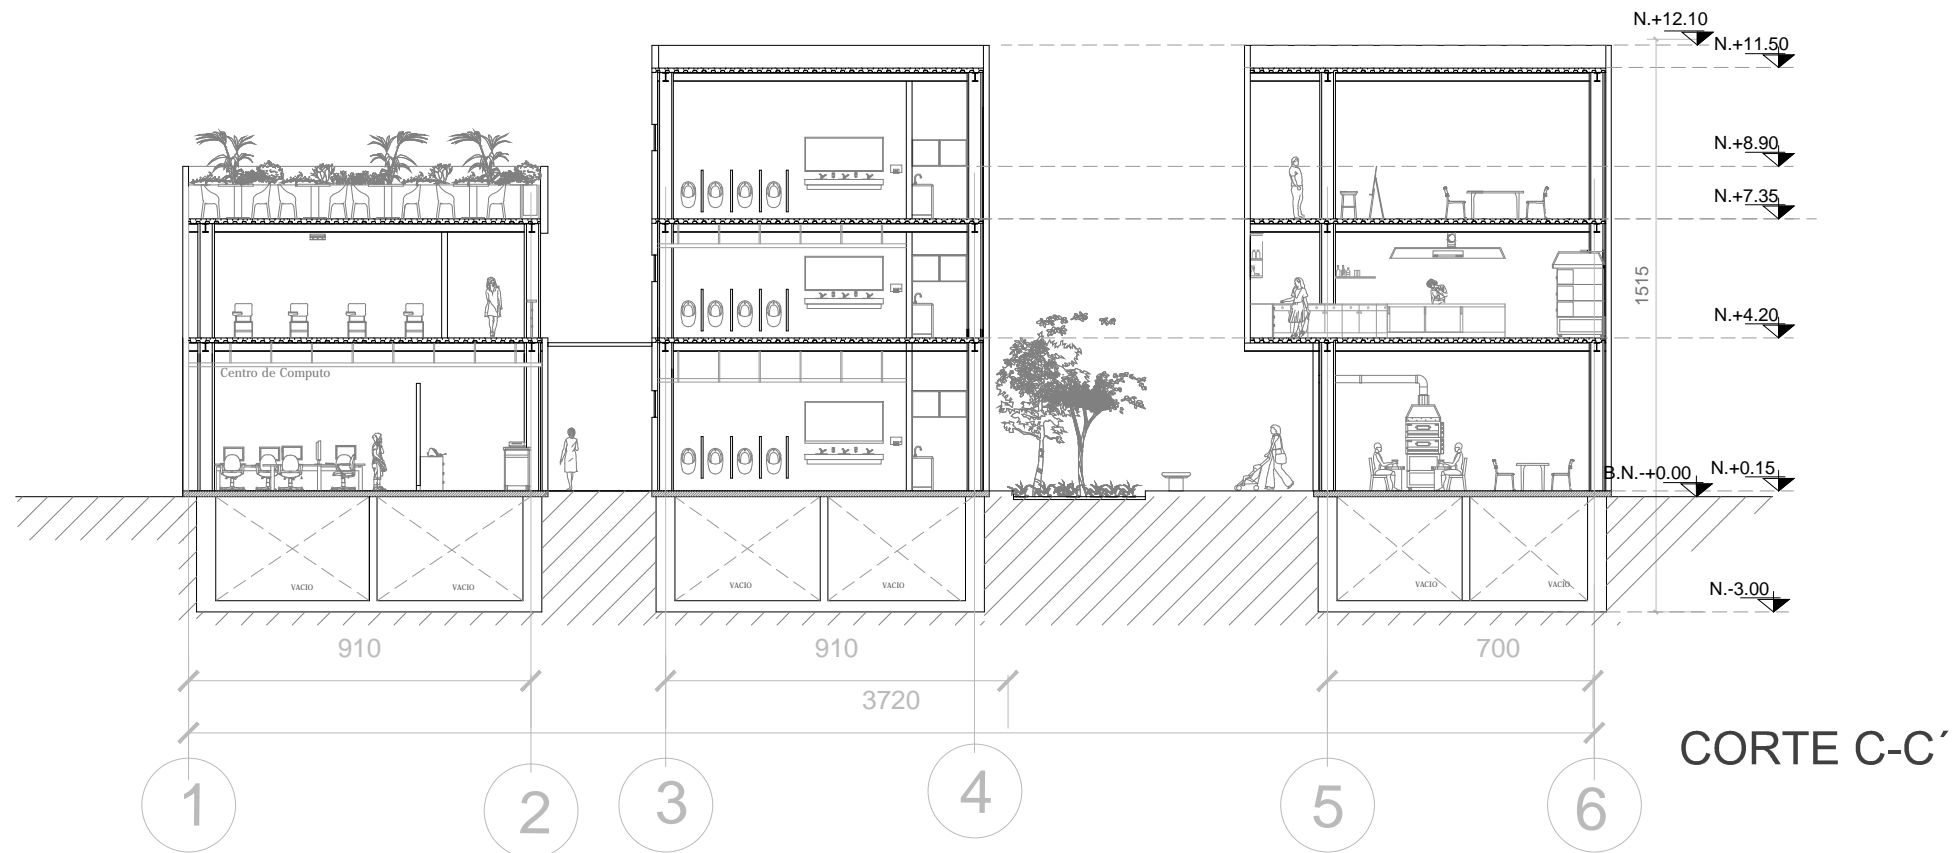 N.+12.10
N.+11.50
N.+8.90
N.+7.35
1515
N.+4.20
Centro de Computo
B.N.-+0.00
N.+0.15
VACIO
VACIO
VACIO
VACIO
VACIO
VACIO
N.-3.00
910
910
700
3720
CORTE C-C´
1
2
3
4
5
6